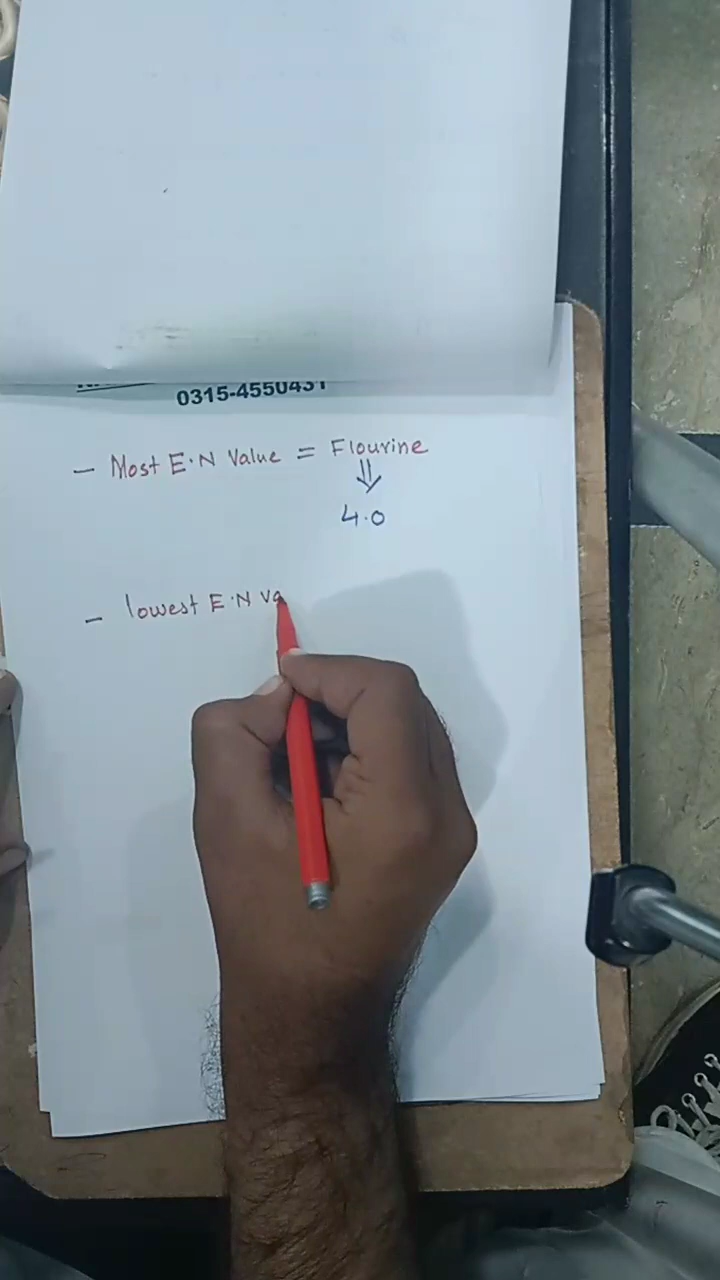 0315-4550431
- Most E.N Value = Flourine
⇓
4.0
- lowest E.N Va